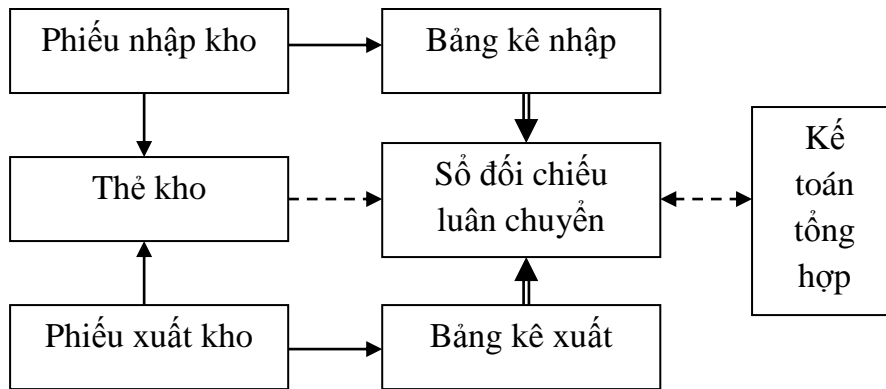 Phiếu nhập kho
Bảng kê nhập
Thẻ kho
Sổ đối chiếu
luân chuyển
Kế
toán
tổng
hợp
Phiếu xuất kho
Bảng kê xuất